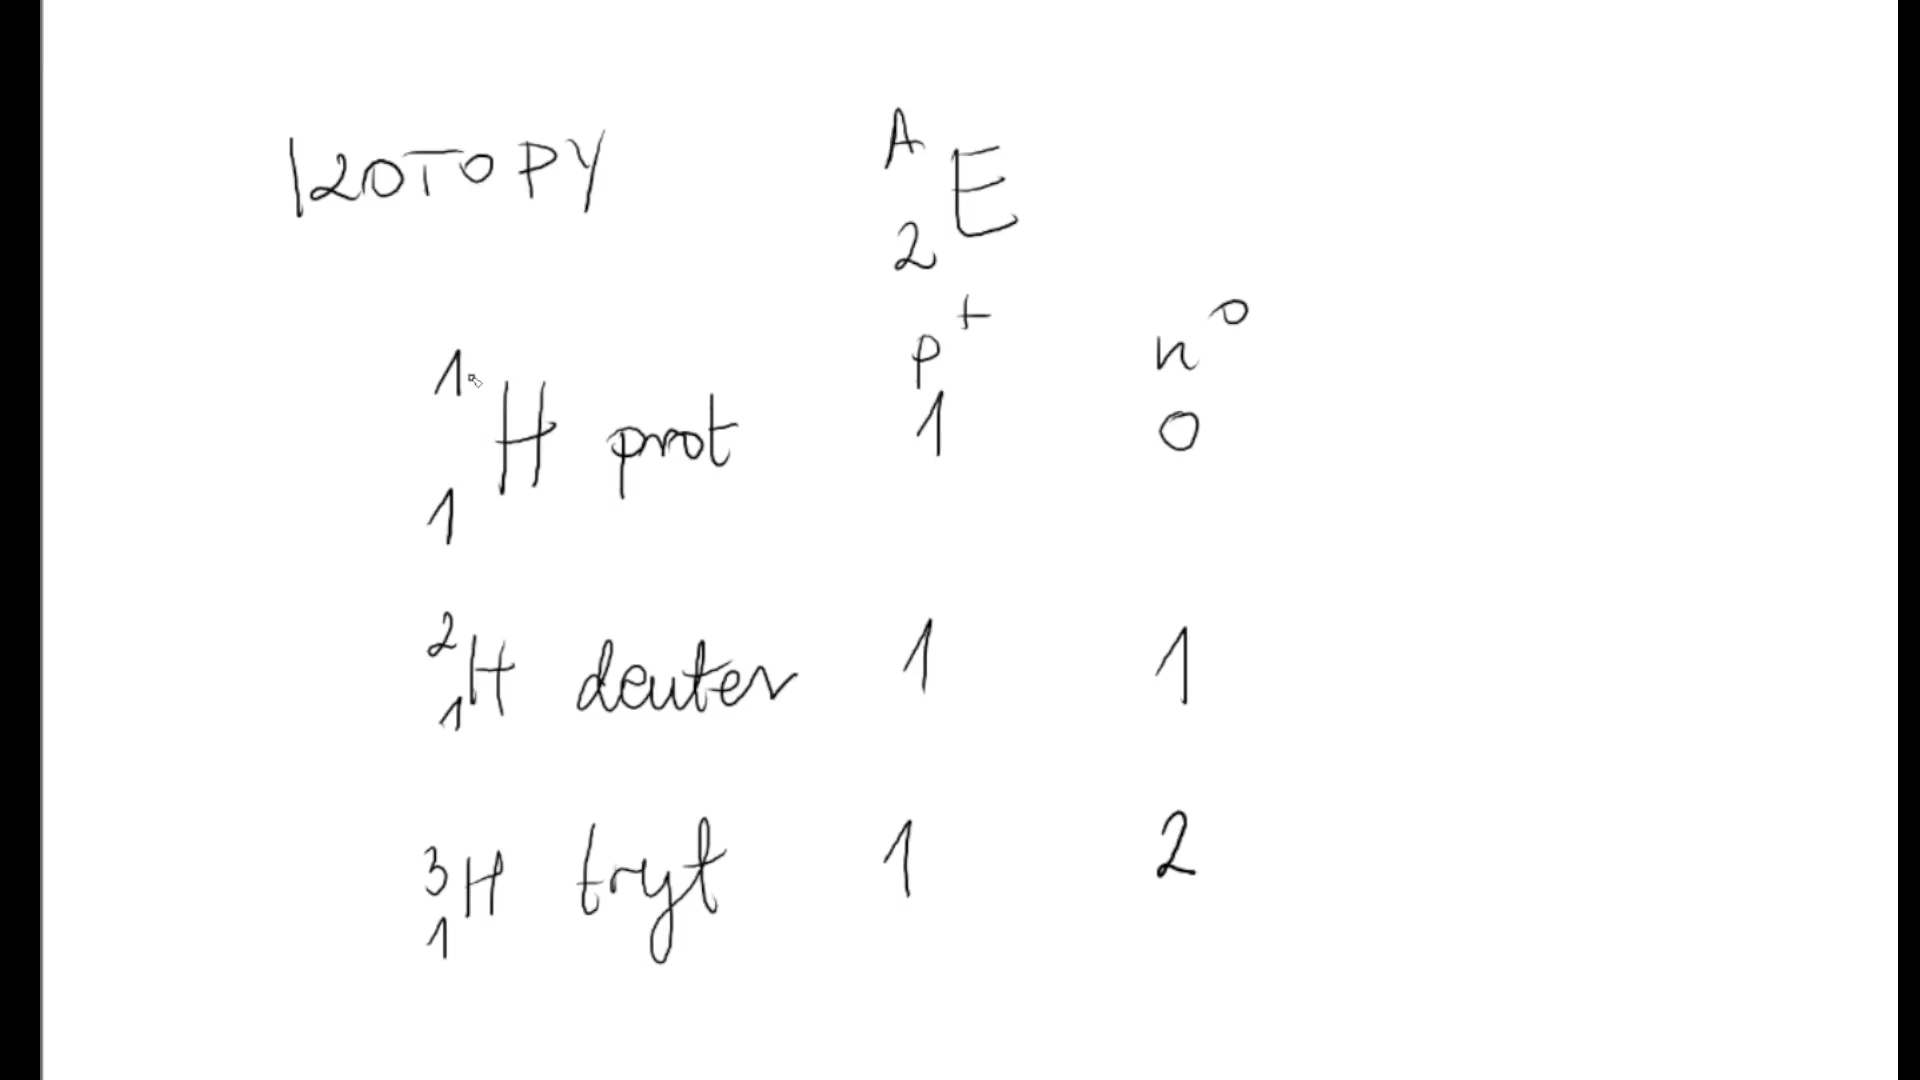 IZOTOPY
A
Z E
p+ n0
1
1 H prot 1 0
2
1 H deuter 1 1
3
1 H tryt 1 2